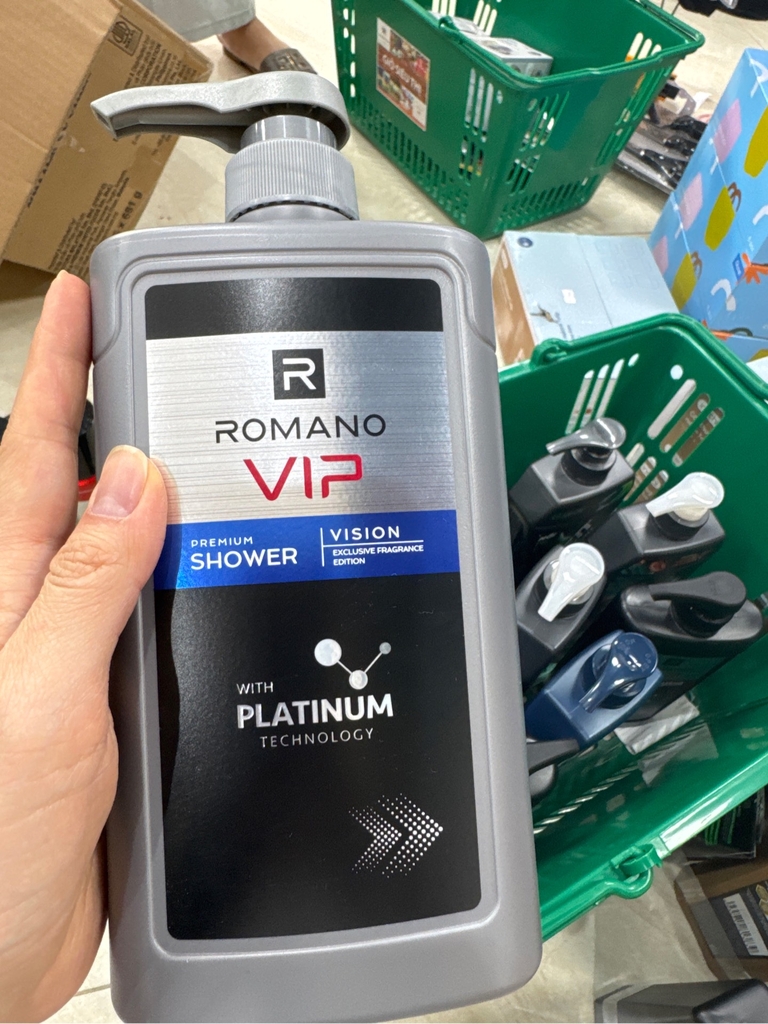 R
ROMANO
VIP
PREMIUM
SHOWER
VISION
EXCLUSIVE FRAGRANCE
EDITION
WITH
PLATINUM
TECHNOLOGY